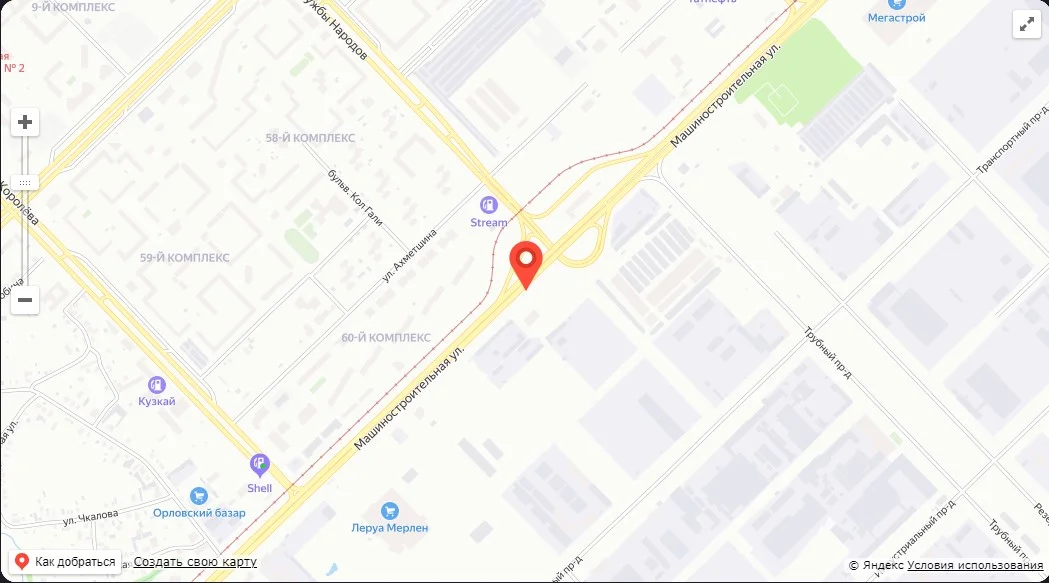 9-Й КОМПЛЕКС
Татнефть
Мегастрой
№ 2
Машиностроительная ул.
58-Й КОМПЛЕКС
Транспортный пр-д
бульв. Кол Гали
Королёва
Stream
ул. Ахметшина
59-Й КОМПЛЕКС
60-Й КОМПЛЕКС
Трубный пр-д
Машиностроительная ул.
Кузкай
Shell
Орловский базар
ул. Чкалова
Леруа Мерлен
Как добраться
Создать свою карту
© Яндекс Условия использования